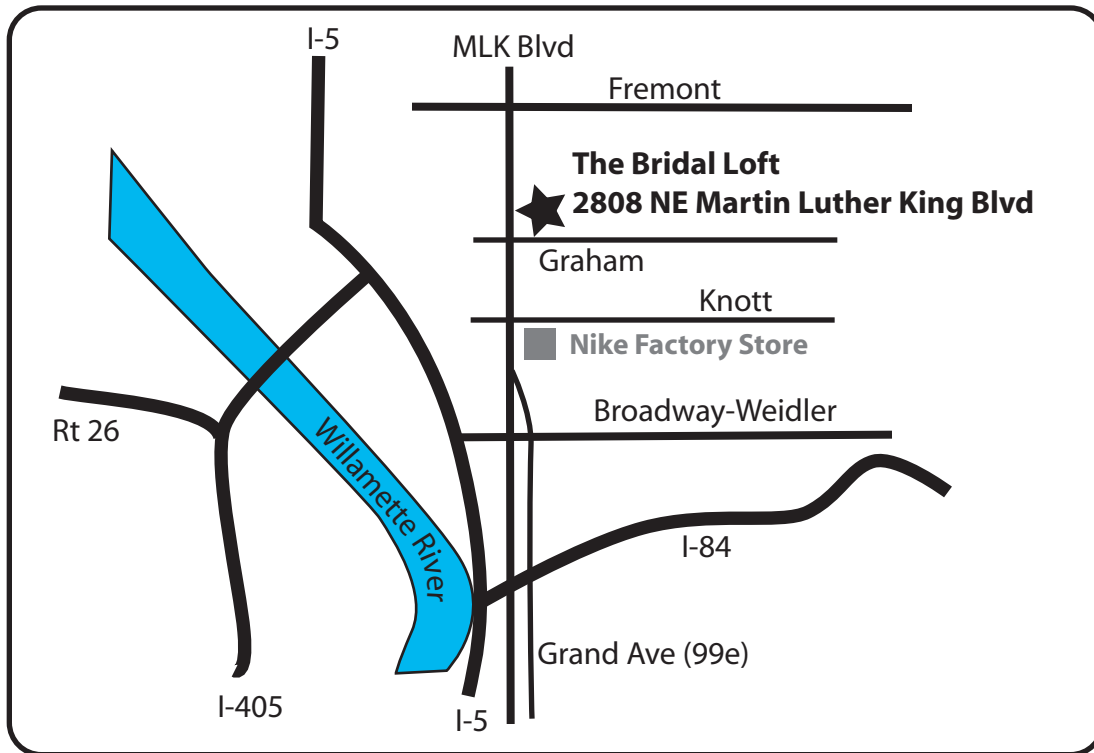 I-5
MLK Blvd
Fremont
The Bridal Loft
2808 NE Martin Luther King Blvd
Graham
Knott
Nike Factory Store
Broadway-Weidler
Rt 26
Willamette River
I-84
Grand Ave (99e)
I-405
I-5